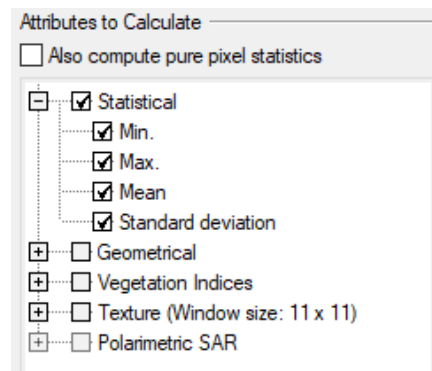 Attributes to Calculate
Also compute pure pixel statistics
Statistical
Min.
Max.
Mean
Standard deviation
Geometrical
Vegetation Indices
Texture (Window size: 11 x 11)
Polarimetric SAR